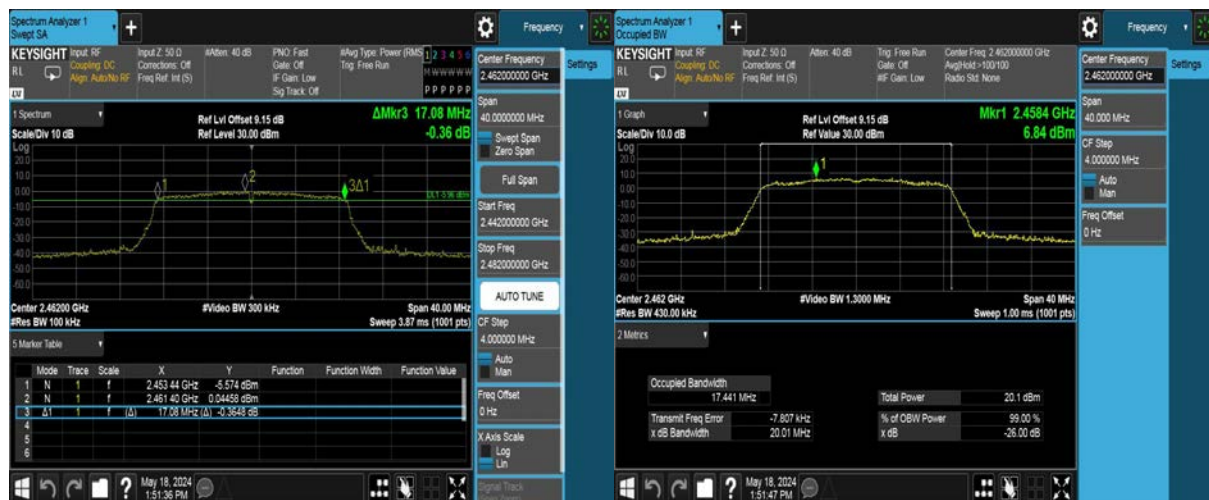 Spectrum Analyzer 1
Swept SA
Frequency
KEYSIGHT
RL
Input: RF
Coupling: DC
Align: Auto/No RF
Input Z: 50 Ω
Corrections: Off
Freq Ref: Int (S)
#Atten: 40 dB
PNO: Fast
Gate: Off
IF Gain: Low
Sig Track: Off
#Avg Type: Power (RMS)
Trig: Free Run
1 2 3 4 5 6
M W W W W W
P P P P P P
1 Spectrum
Scale/Div 10 dB
Log
Ref Lvl Offset 9.15 dB
Ref Level 30.00 dBm
ΔMkr3 17.08 MHz
-0.36 dB
20.0
10.0
0.00
-10.0
-20.0
-30.0
-40.0
-50.0
-60.0
1
2
3Δ1
Center 2.46200 GHz
#Res BW 100 kHz
#Video BW 300 kHz
Span 40.00 MHz
Sweep 3.87 ms (1001 pts)
5 Marker Table
Mode Trace Scale X Y Function Function Width Function Value
1 N 1 f 2.453 44 GHz -5.574 dBm
2 N 1 f 2.461 40 GHz 0.04458 dBm
3 Δ1 1 f (Δ) 17.08 MHz (Δ) -0.3648 dB
4
5
6
May 18, 2024
1:51:36 PM
Center Frequency
2.462000000 GHz
Settings
Span
40.0000000 MHz
Swept Span
Zero Span
Full Span
Start Freq
2.442000000 GHz
Stop Freq
2.482000000 GHz
AUTO TUNE
CF Step
4.000000 MHz
Auto
Man
Freq Offset
0 Hz
X Axis Scale
Log
Lin
Signal Track
Spectrum Analyzer 1
Occupied BW
Frequency
KEYSIGHT
RL
Input: RF
Coupling: DC
Align: Auto/No RF
Input Z: 50 Ω
Corrections: Off
Freq Ref: Int (S)
Atten: 40 dB
Trig: Free Run
Gate: Off
#IF Gain: Low
Center Freq: 2.462000000 GHz
Avg|Hold:>100/100
Radio Std: None
1 Graph
Scale/Div 10.0 dB
Log
Ref Lvl Offset 9.15 dB
Ref Value 30.00 dBm
Mkr1 2.4584 GHz
6.84 dBm
20.0
10.0
0.00
-10.0
-20.0
-30.0
-40.0
-50.0
-60.0
1
Center 2.462 GHz
#Res BW 430.00 kHz
#Video BW 1.3000 MHz
Span 40 MHz
Sweep 1.00 ms (1001 pts)
2 Metrics
Occupied Bandwidth
17.441 MHz
Total Power 20.1 dBm
Transmit Freq Error -7.807 kHz
% of OBW Power 99.00 %
x dB Bandwidth 20.01 MHz
x dB -26.00 dB
May 18, 2024
1:51:47 PM
Center Frequency
2.462000000 GHz
Settings
Span
40.000 MHz
CF Step
4.000000 MHz
Auto
Man
Freq Offset
0 Hz